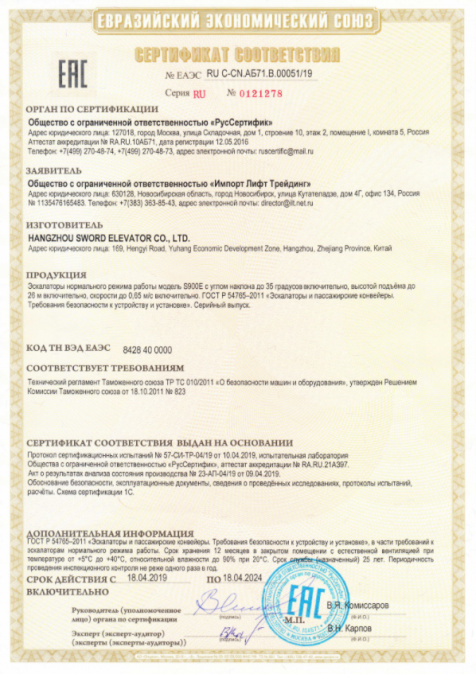 ЕВРАЗИЙСКИЙ ЭКОНОМИЧЕСКИЙ СОЮЗ
СЕРТИФИКАТ СООТВЕТСТВИЯ
EAC
№ ЕАЭС RU С-CN.АБ71.В.00051/19
Серия RU № 0121278
ОРГАН ПО СЕРТИФИКАЦИИ
Общество с ограниченной ответственностью «РусСертифик»
Адрес юридического лица: 127018, город Москва, улица Складочная, дом 1, строение 10, этаж 2, помещение I, комната 5, Россия
Аттестат аккредитации № RA.RU.10АБ71, дата регистрации 12.05.2016
Телефон: +7(499) 270-48-74, +7(499) 270-48-73, адрес электронной почты: ruscertific@mail.ru
ЗАЯВИТЕЛЬ
Общество с ограниченной ответственностью «Импорт Лифт Трейдинг»
Адрес юридического лица: 630128, Новосибирская область, город Новосибирск, улица Кутателадзе, дом 4Г, офис 134, Россия
№ 1135476165483. Телефон: +7(383) 363-85-43, адрес электронной почты: director@ilt.net.ru
ИЗГОТОВИТЕЛЬ
HANGZHOU SWORD ELEVATOR CO., LTD.
Адрес юридического лица: 169, Hengyi Road, Yuhang Economic Development Zone, Hangzhou, Zhejiang Province, Китай
ПРОДУКЦИЯ
Эскалаторы нормального режима работы модель S900E с углом наклона до 35 градусов включительно, высотой подъёма до
26 м включительно, скорости до 0,65 м/с включительно. ГОСТ Р 54765–2011 «Эскалаторы и пассажирские конвейеры.
Требования безопасности к устройству и установке». Серийный выпуск.
КОД ТН ВЭД ЕАЭС 8428 40 0000
СООТВЕТСТВУЕТ ТРЕБОВАНИЯМ
Технический регламент Таможенного союза ТР ТС 010/2011 «О безопасности машин и оборудования», утвержден Решением
Комиссии Таможенного союза от 18.10.2011 № 823
СЕРТИФИКАТ СООТВЕТСТВИЯ ВЫДАН НА ОСНОВАНИИ
Протокол сертификационных испытаний № 57-СИ-ТР-04/19 от 10.04.2019, испытательная лаборатория
Общества с ограниченной ответственностью «РусСертифик», аттестат аккредитации № RA.RU.21АЗ97.
Акт о результатах анализа состояния производства № 23-АП-04/19 от 09.04.2019.
Обоснование безопасности, эксплуатационные документы, сведения о проведённых исследованиях, протоколы испытаний,
расчёты. Схема сертификации 1С.
ДОПОЛНИТЕЛЬНАЯ ИНФОРМАЦИЯ
ГОСТ Р 54765–2011 «Эскалаторы и пассажирские конвейеры. Требования безопасности к устройству и установке», в части требований к
эскалаторам нормального режима работы. Срок хранения 12 месяцев в закрытом помещении с естественной вентиляцией при
температуре от +5°С до +40°С, относительной влажности до 90% при 20°С. Срок службы (назначенный) 25 лет. Периодичность
проведения инспекционного контроля не реже одного раза в год.
СРОК ДЕЙСТВИЯ С 18.04.2019 ПО 18.04.2024
ВКЛЮЧИТЕЛЬНО
Руководитель (уполномоченное
лицо) органа по сертификации
(подпись)
EAC
М.П.
В.Я. Комиссаров
(Ф.И.О.)
Эксперт (эксперт-аудитор)
(эксперты (эксперты-аудиторы))
(подпись)
В.Н. Карпов
(Ф.И.О.)